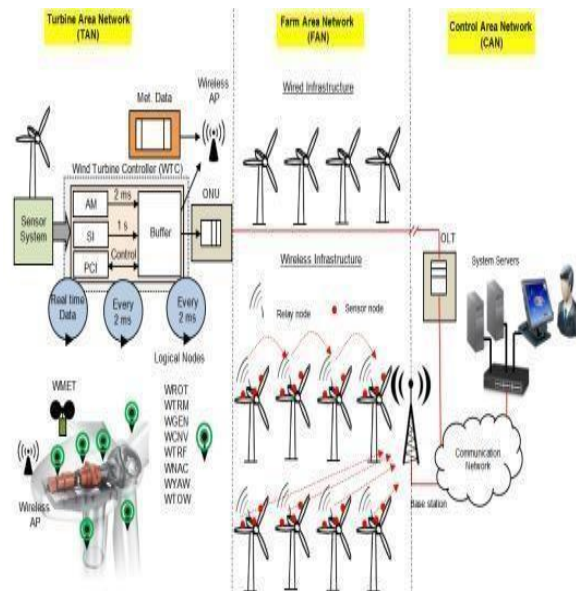 Turbine Area Network
(TAN)
Farm Area Network
(FAN)
Control Area Network
(CAN)
Wireless
AP
Met. Data
Wired Infrastructure
Wind Turbine Controller (WTC)
Sensor
System
AM
2 ms
SI
1 s
PCI
Control
Buffer
ONU
OLT
Real time
Data
Every
2 ms
Every
2 ms
Logical Nodes
Wireless Infrastructure
Relay node
Sensor node
System Servers
WMET
Wireless
AP
WROT
WTRM
WGEN
WCNV
WTRF
WNAC
WYAW
WTOW
Base station
Communication
Network